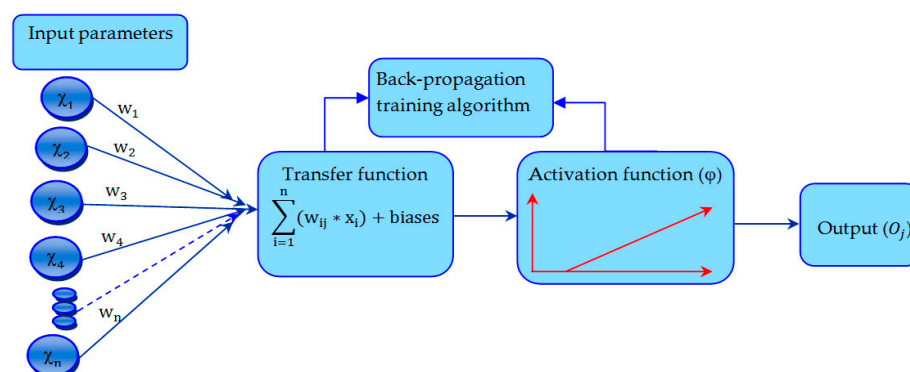 Input parameters
χ1
w1
χ2
w2
χ3
w3
χ4
w4
wn
χn
Back-propagation
training algorithm
Transfer function
∑ i=1 n (wij * xi) + biases
Activation function (φ)
Output (Oj)